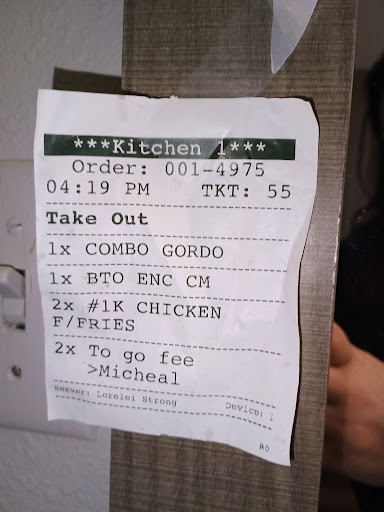 ***Kitchen 1***
Order: 001-4975
04:19 PM TKT: 55
Take Out
1x COMBO GORDO
1x BTO ENC CM
2x #1K CHICKEN
F/FRIES
2x To go fee
>Micheal
Server: Lorelei Strong Device:
R0